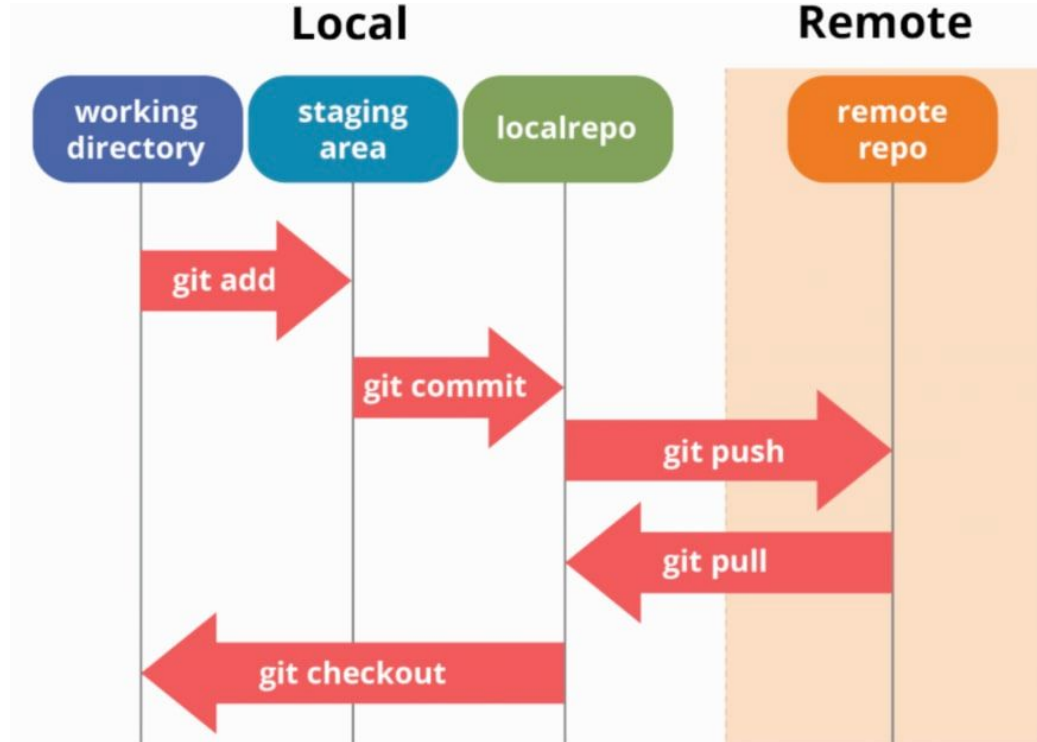 Local
Remote
working
directory
staging
area
localrepo
remote
repo
git add
git commit
git push
git pull
git checkout